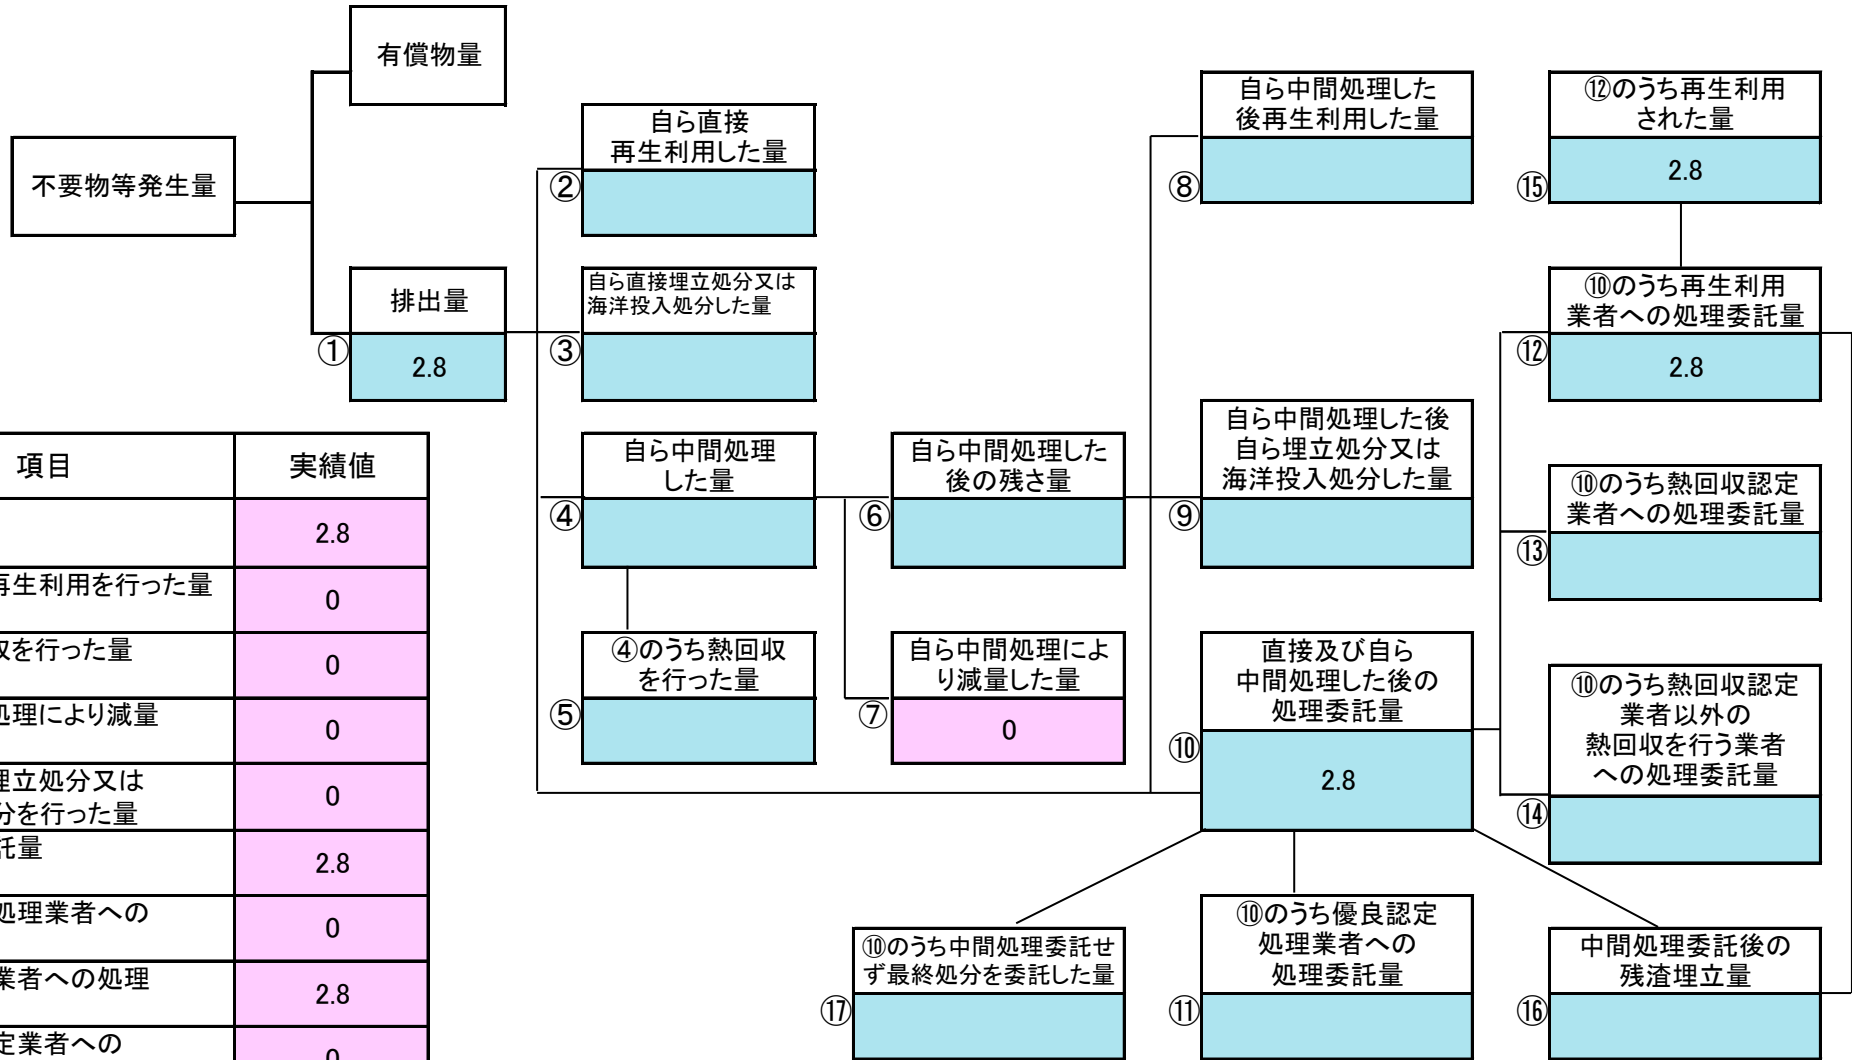 有償物量
不要物等発生量
排出量
①
2.8
自ら直接
再生利用した量
②
自ら直接埋立処分又は
海洋投入処分した量
③
自ら中間処理
した量
④
④のうち熱回収
を行った量
⑤
自ら中間処理した
後の残さ量
⑥
自ら中間処理によ
り減量した量
⑦
0
自ら中間処理した
後再生利用した量
⑧
自ら中間処理した後
自ら埋立処分又は
海洋投入処分した量
⑨
直接及び自ら
中間処理した後の
処理委託量
⑩
2.8
⑩のうち優良認定
処理業者への
処理委託量
⑪
⑫のうち再生利用
された量
⑮
2.8
⑩のうち再生利用
業者への処理委託量
⑫
2.8
⑩のうち熱回収認定
業者への処理委託量
⑬
⑩のうち熱回収認定
業者以外の
熱回収を行う業者
への処理委託量
⑭
中間処理委託後の
残渣埋立量
⑯
⑩のうち中間処理委託せ
ず最終処分を委託した量
⑰
項目 実績値
2.8
再生利用を行った量
0
収を行った量
0
処理により減量
0
埋立処分又は
分を行った量
0
託量
2.8
処理業者への
0
業者への処理
2.8
定業者への
0